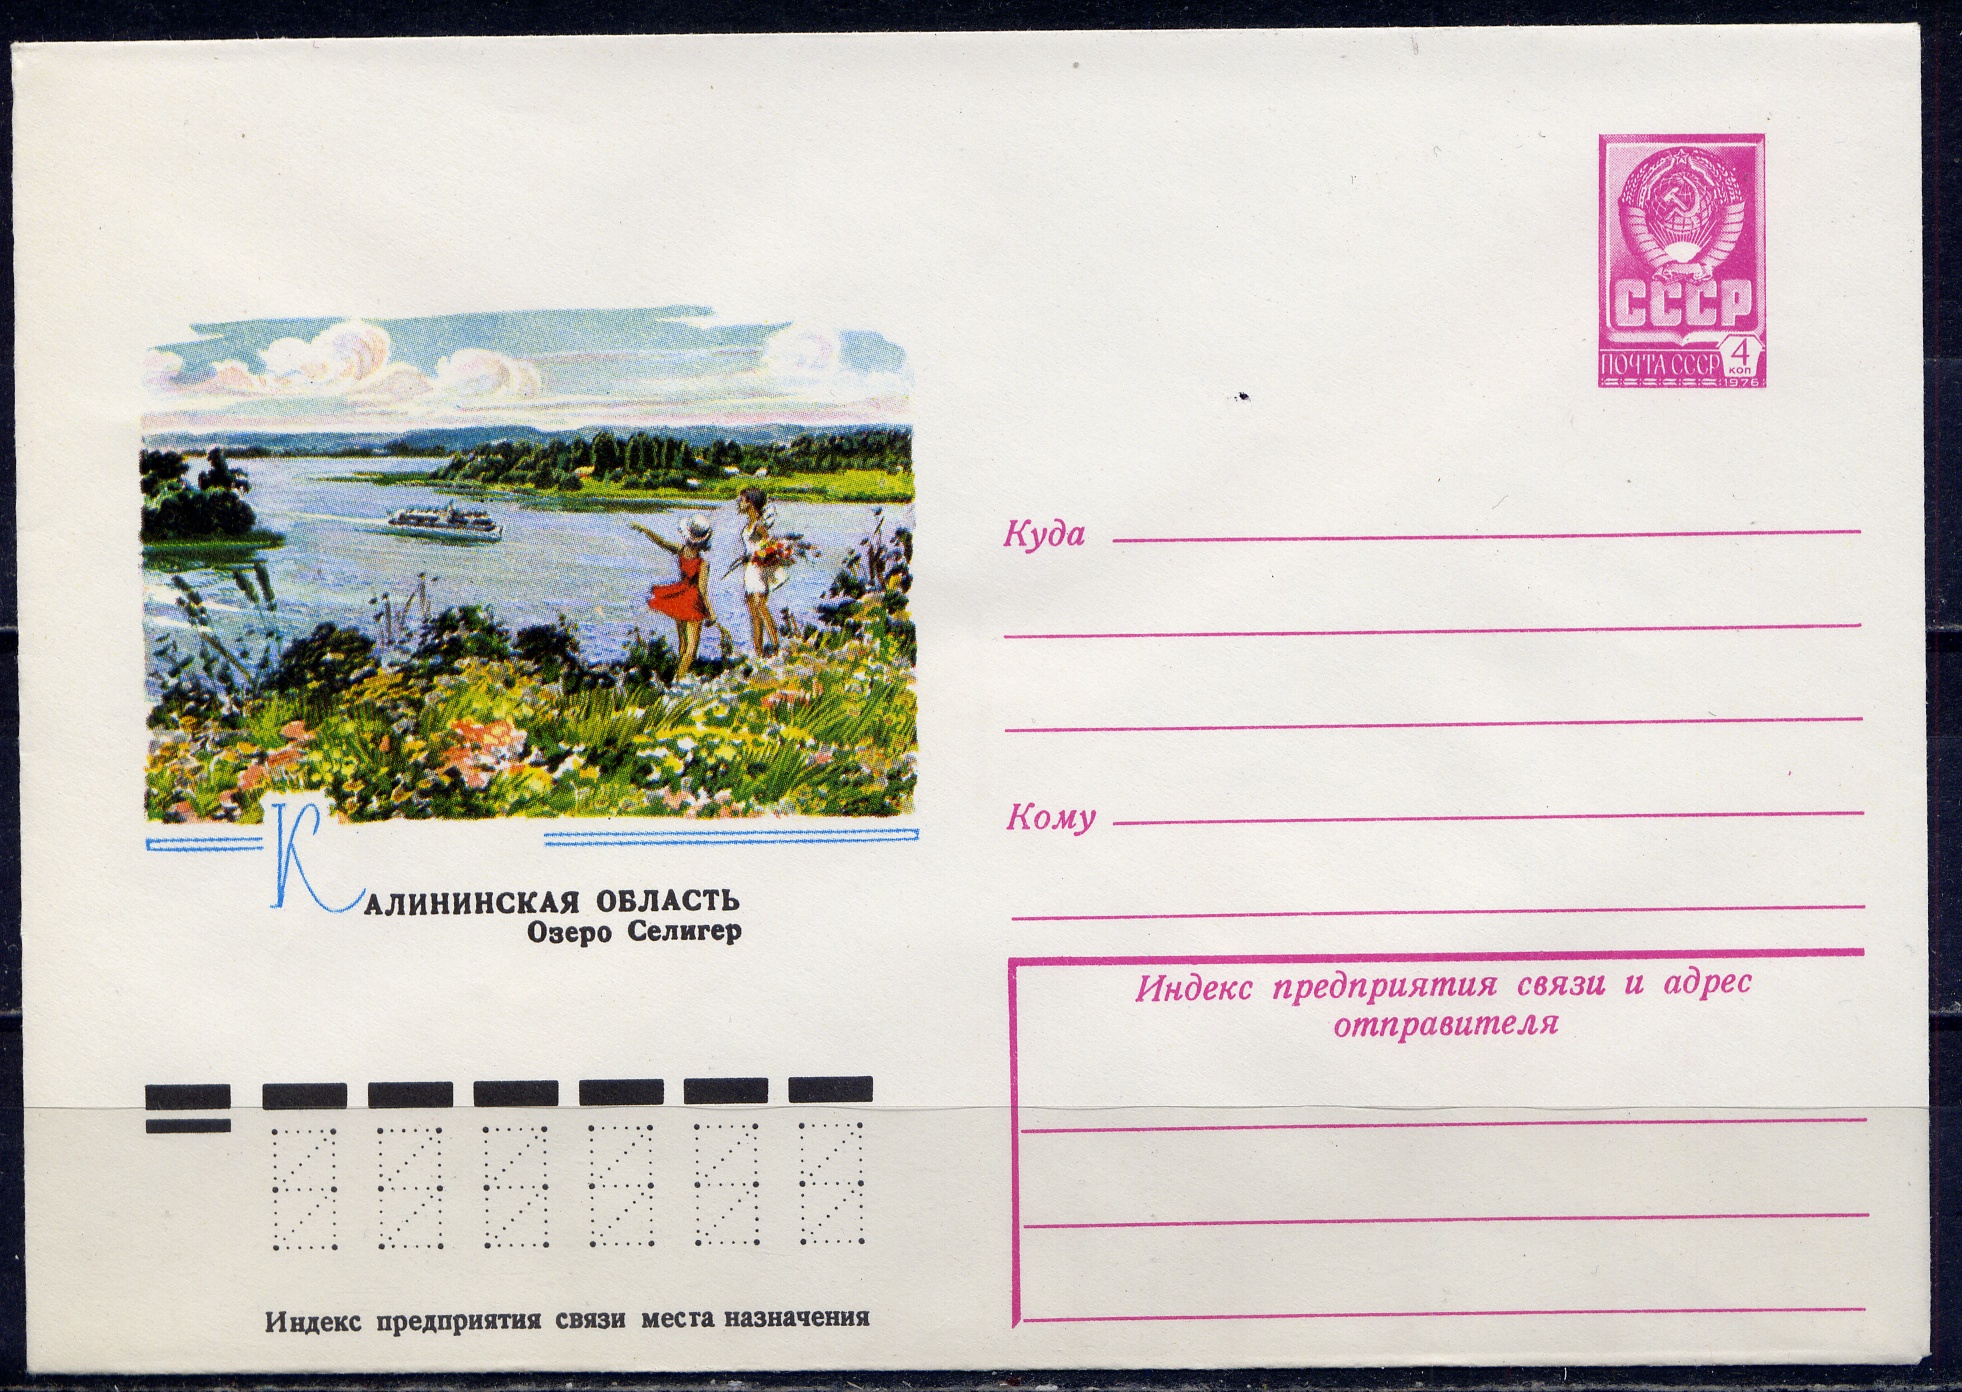 СССР
ПОЧТА СССР 4 коп
1976
Куда
Кому
Калининская область
Озеро Селигер
Индекс предприятия связи и адрес
отправителя
Индекс предприятия связи места назначения